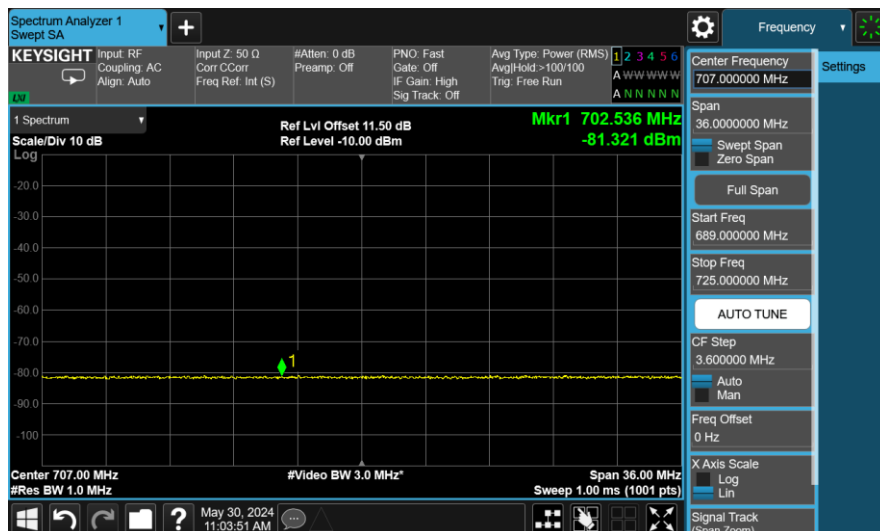 Spectrum Analyzer 1
Swept SA
+
Frequency
KEYSIGHT
Input: RF
Coupling: AC
Align: Auto
Input Z: 50 Ω
Corr CCorr
Freq Ref: Int (S)
#Atten: 0 dB
Preamp: Off
PNO: Fast
Gate: Off
IF Gain: High
Sig Track: Off
Avg Type: Power (RMS)
Avg|Hold:>100/100
Trig: Free Run
1 2 3 4 5 6
A W W W W W
A N N N N N
LXI
1 Spectrum
Scale/Div 10 dB
Log
Ref Lvl Offset 11.50 dB
Ref Level -10.00 dBm
Mkr1 702.536 MHz
-81.321 dBm
-20.0
-30.0
-40.0
-50.0
-60.0
-70.0
-80.0
-90.0
-100
1
Center 707.00 MHz
#Res BW 1.0 MHz
#Video BW 3.0 MHz*
Span 36.00 MHz
Sweep 1.00 ms (1001 pts)
?
May 30, 2024
11:03:51 AM
Center Frequency
707.000000 MHz
Span
36.0000000 MHz
Swept Span
Zero Span
Full Span
Start Freq
689.000000 MHz
Stop Freq
725.000000 MHz
AUTO TUNE
CF Step
3.600000 MHz
Auto
Man
Freq Offset
0 Hz
X Axis Scale
Log
Lin
Signal Track
(Span Zoom)
Settings